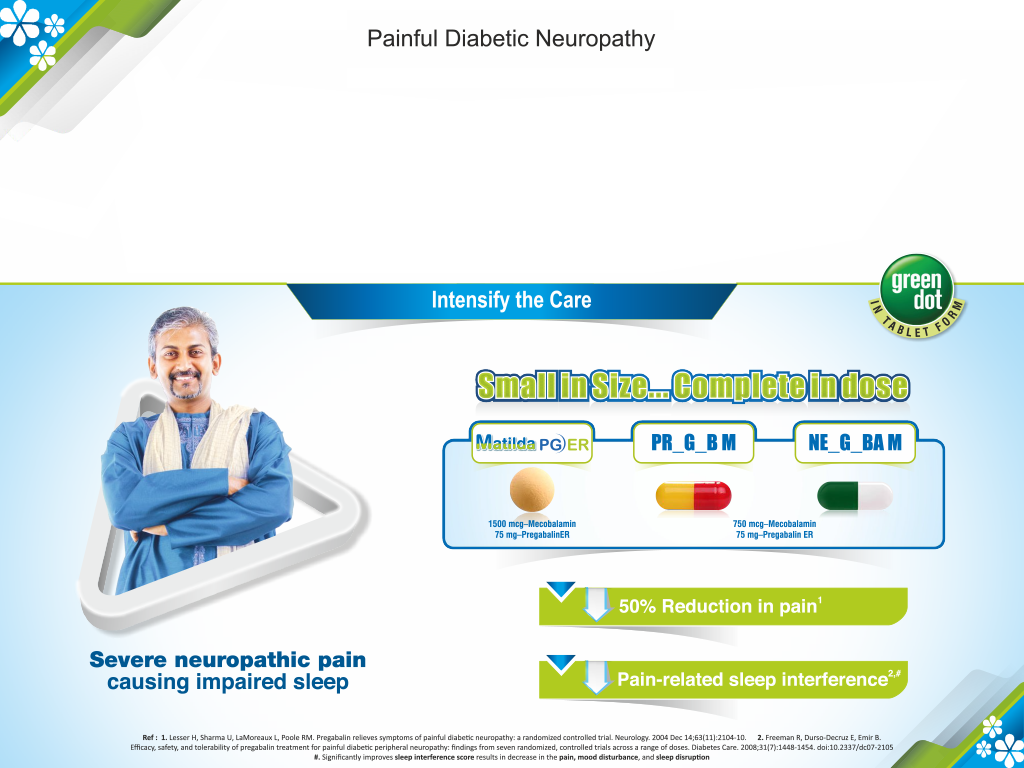 Painful Diabetic Neuropathy
Intensify the Care
green
dot
IN TABLET FORM
Small in Size... Complete in dose
Matilda PG ER
PR_G_B M
NE_G_BA M
1500 mcg–Mecobalamin
75 mg–PregabalinER
750 mcg–Mecobalamin
75 mg–Pregabalin ER
50% Reduction in pain1
Pain-related sleep interference2,#
Severe neuropathic pain
causing impaired sleep
Ref : 1. Lesser H, Sharma U, LaMoreaux L, Poole RM. Pregabalin relieves symptoms of painful diabetic neuropathy: a randomized controlled trial. Neurology. 2004 Dec 14;63(11):2104-10. 2. Freeman R, Durso-Decruz E, Emir B.
Efficacy, safety, and tolerability of pregabalin treatment for painful diabetic peripheral neuropathy: findings from seven randomized, controlled trials across a range of doses. Diabetes Care. 2008;31(7):1448-1454. doi:10.2337/dc07-2105
#. Significantly improves sleep interference score results in decrease in the pain, mood disturbance, and sleep disruption